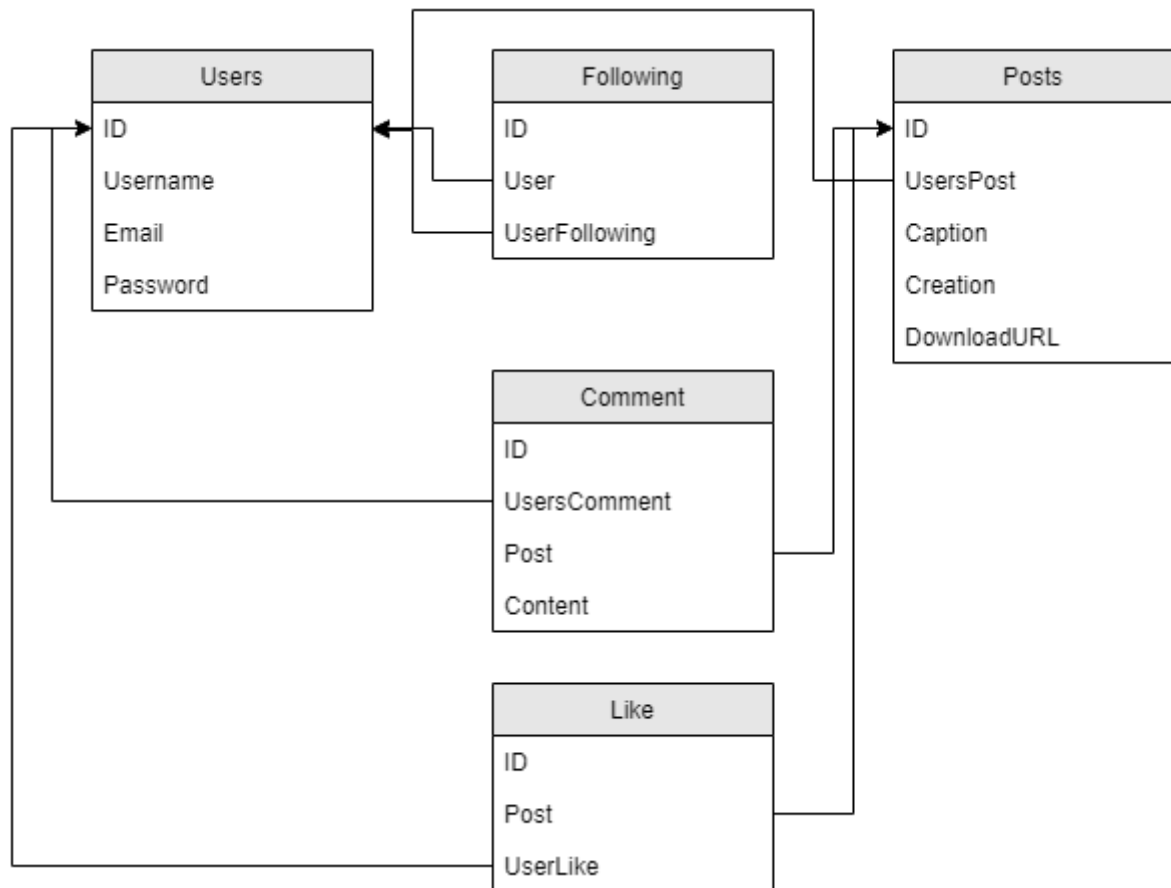 Users
ID
Username
Email
Password
Following
ID
User
UserFollowing
Posts
ID
UsersPost
Caption
Creation
DownloadURL
Comment
ID
UsersComment
Post
Content
Like
ID
Post
UserLike